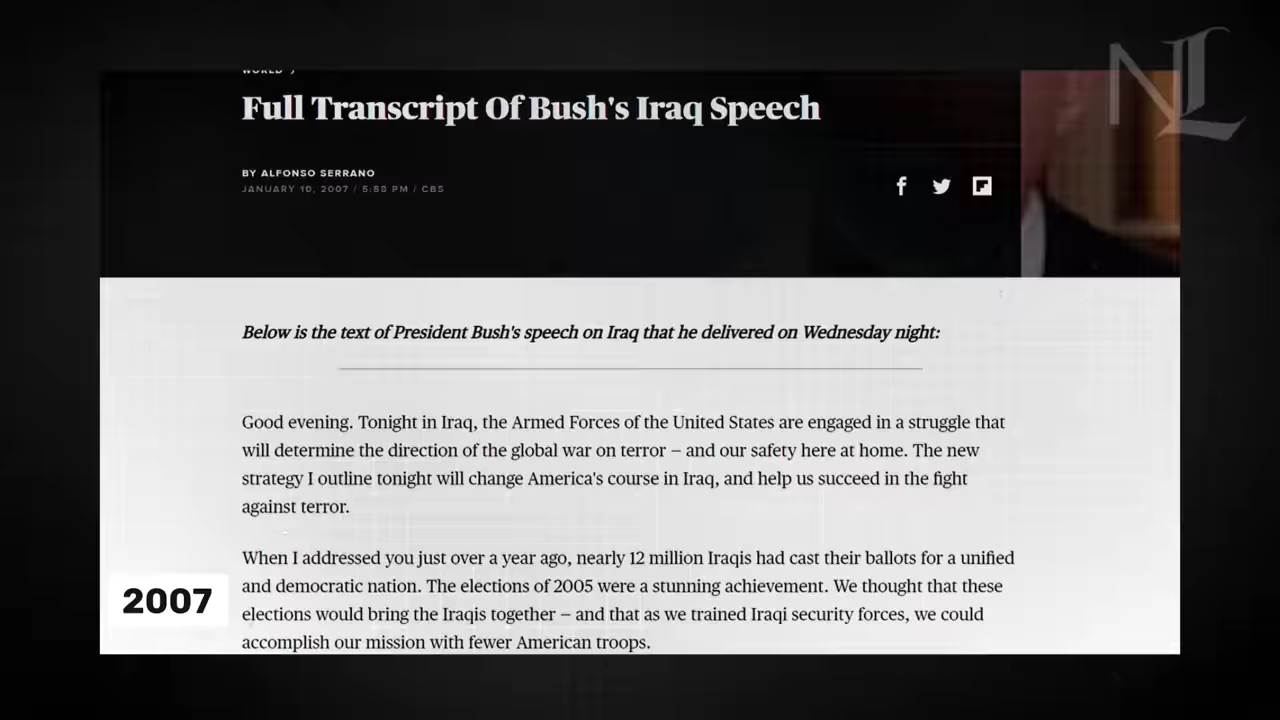 WORLD
NL
Full Transcript Of Bush's Iraq Speech
BY ALFONSO SERRANO
JANUARY 10, 2007 / 5:58 PM / CBS
Below is the text of President Bush's speech on Iraq that he delivered on Wednesday night:
Good evening. Tonight in Iraq, the Armed Forces of the United States are engaged in a struggle that
will determine the direction of the global war on terror – and our safety here at home. The new
strategy I outline tonight will change America's course in Iraq, and help us succeed in the fight
against terror.
When I addressed you just over a year ago, nearly 12 million Iraqis had cast their ballots for a unified
and democratic nation. The elections of 2005 were a stunning achievement. We thought that these
elections would bring the Iraqis together – and that as we trained Iraqi security forces, we could
accomplish our mission with fewer American troops.
2007